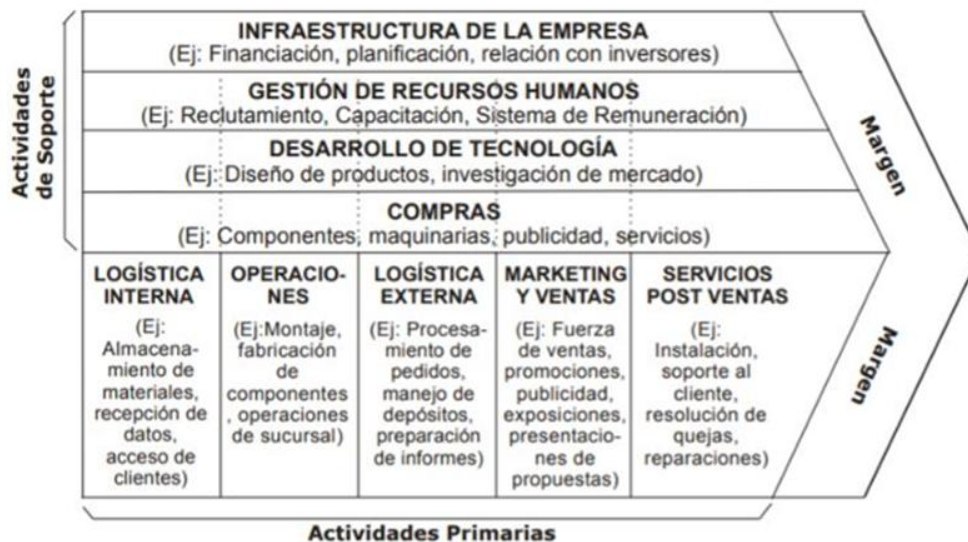 INFRAESTRUCTURA DE LA EMPRESA
(Ej: Financiación, planificación, relación con inversores)
GESTIÓN DE RECURSOS HUMANOS
(Ej: Reclutamiento, Capacitación, Sistema de Remuneración)
DESARROLLO DE TECNOLOGÍA
(Ej: Diseño de productos, investigación de mercado)
COMPRAS
(Ej: Componentes, maquinarias, publicidad, servicios)
Actividades
de Soporte
Margen
LOGÍSTICA
INTERNA
(Ej:
Almacena-
miento de
materiales,
recepción de
datos,
acceso de
clientes)
OPERACIO-
NES
(Ej:Montaje,
fabricación
de
componentes
, operaciones
de sucursal)
LOGÍSTICA
EXTERNA
(Ej: Procesa-
miento de
pedidos,
manejo de
depósitos,
preparación
de informes)
MARKETING
Y VENTAS
(Ej: Fuerza
de ventas,
promociones,
publicidad,
exposiciones,
presentacio-
nes de
propuestas)
SERVICIOS
POST VENTAS
(Ej:
Instalación,
soporte al
cliente,
resolución de
quejas,
reparaciones)
Margen
Actividades Primarias